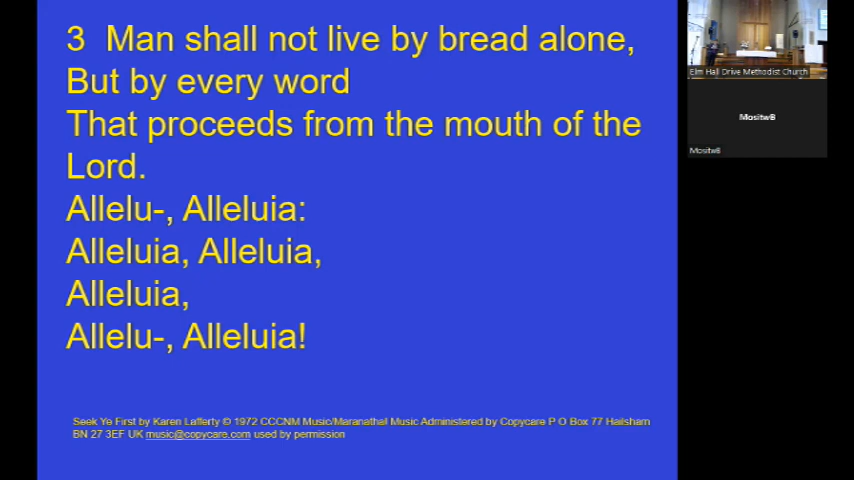 3 Man shall not live by bread alone,
But by every word
That proceeds from the mouth of the
Lord.
Allelu-, Alleluia:
Alleluia, Alleluia,
Alleluia,
Allelu-, Alleluia!
Seek Ye First by Karen Lafferty © 1972 CCCNM Music/Maranathal Music Administered by Copycare P O Box 77 Hailsham
BN 27 3EF UK music@copycare.com used by permission
Elm Hall Drive Methodist Church
MositwB
MositwB